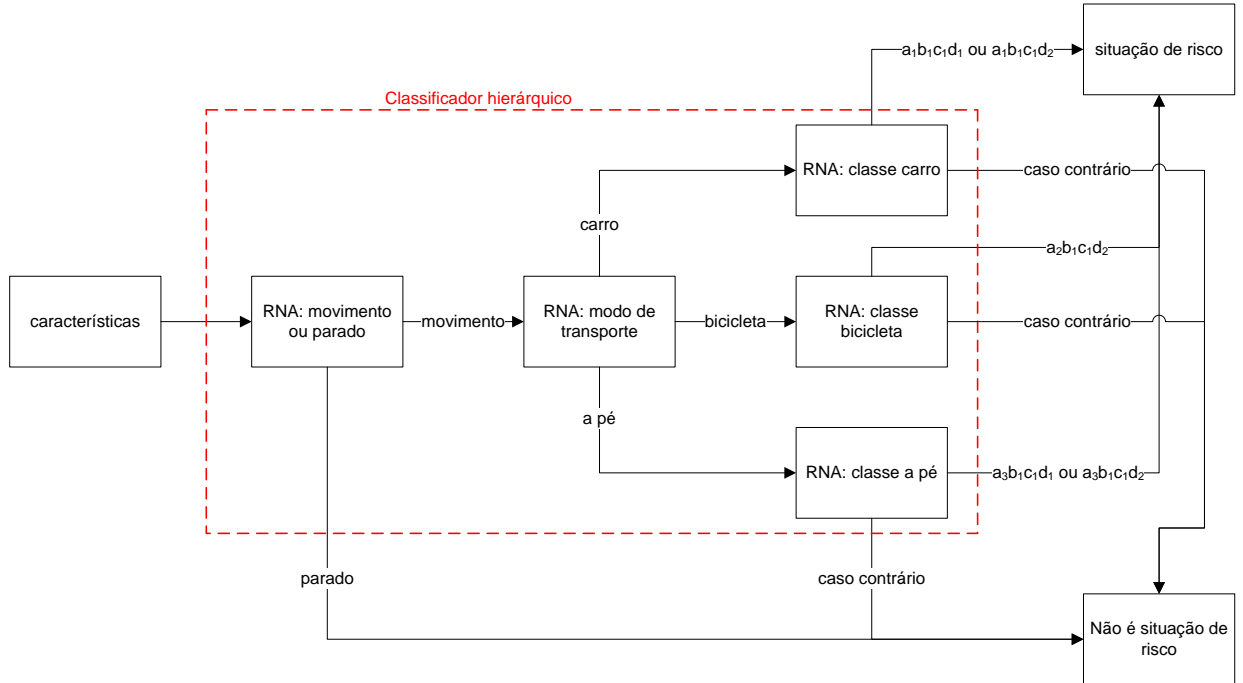 a₁b₁c₁d₁ ou a₁b₁c₁d₂
situação de risco
Classificador hierárquico
RNA: classe carro
caso contrário
carro
a₂b₁c₁d₂
características
RNA: movimento
ou parado
movimento
RNA: modo de
transporte
bicicleta
RNA: classe
bicicleta
caso contrário
a pé
RNA: classe a pé
a₃b₁c₁d₁ ou a₃b₁c₁d₂
parado
caso contrário
Não é situação de
risco